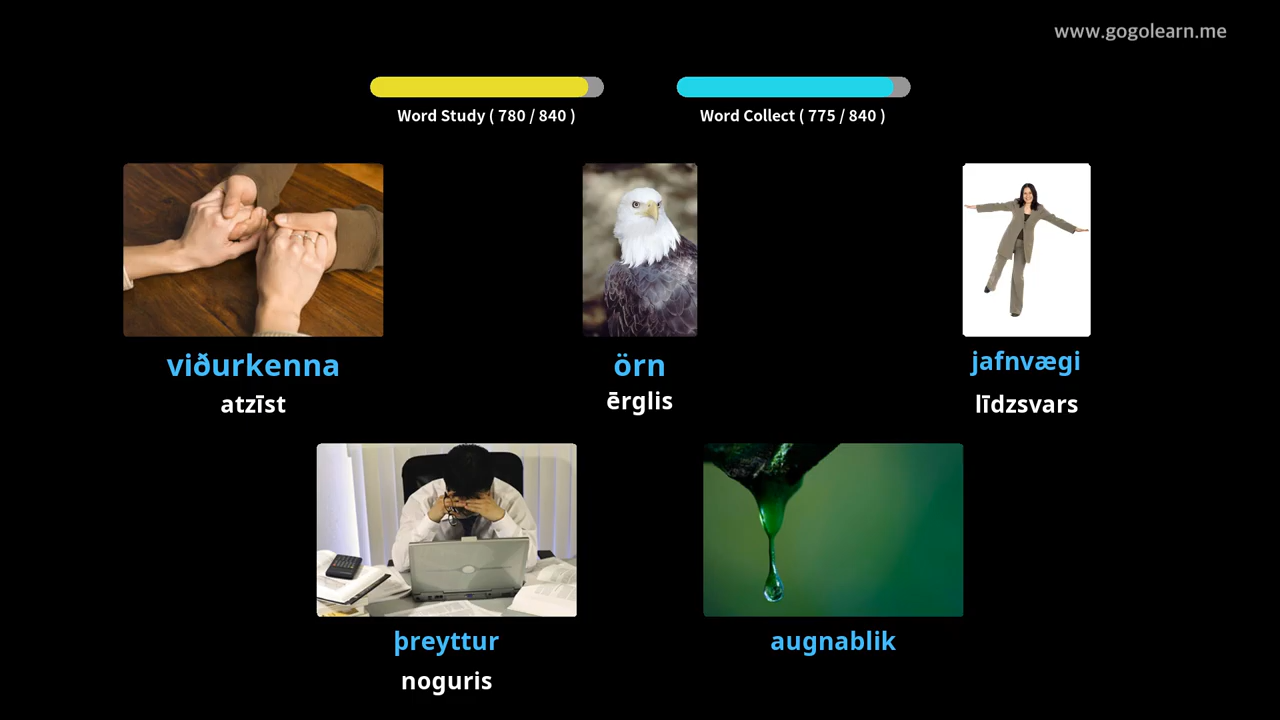 www.gogolearn.me
Word Study ( 780 / 840 )
Word Collect ( 775 / 840 )
viðurkenna
atzīst
örn
ērglis
jafnvægi
līdzsvars
þreyttur
noguris
augnablik